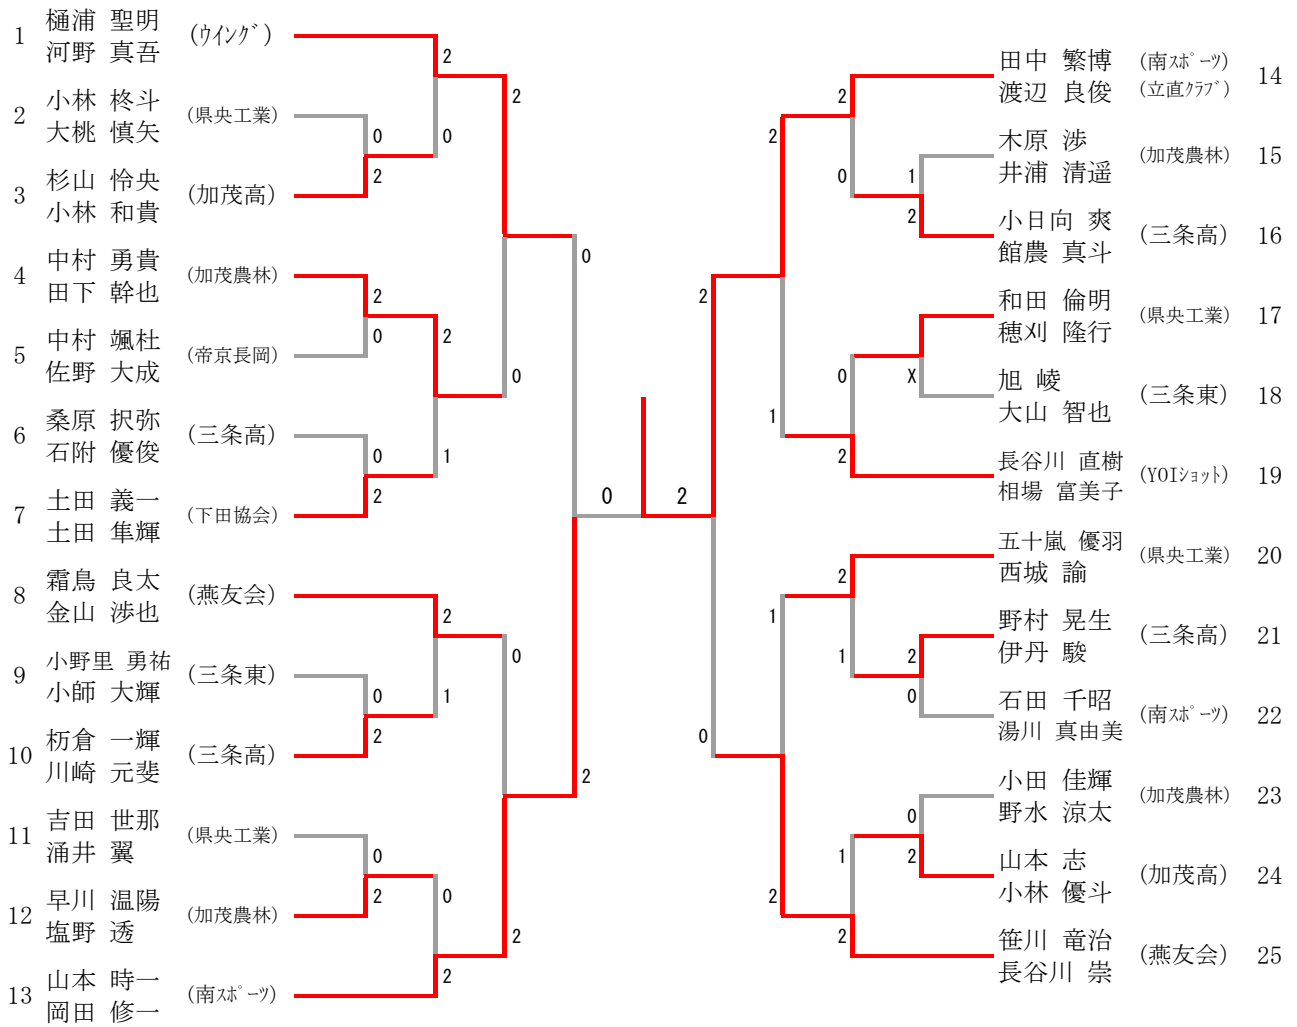 1 樋浦 聖明 (ウイング)
河野 真吾
2
2 小林 柊斗 (県央工業)
大桃 慎矢
2
0 0
3 杉山 怜央 (加茂高)
小林 和貴
2
4 中村 勇貴 (加茂農林)
田下 幹也
0
2
5 中村 颯杜 (帝京長岡)
佐野 大成
0 2
0
6 桑原 択弥 (三条高)
石附 優俊
0 1
7 土田 義一 (下田協会)
土田 隼輝
2
0 2
8 霜鳥 良太 (燕友会)
金山 渉也
2
9 小野里 勇祐 (三条東)
小師 大輝
0
0 1
10 栃倉 一輝 (三条高)
川崎 元斐
2
2
11 吉田 世那 (県央工業)
涌井 翼
0
12 早川 温陽 (加茂農林)
塩野 透
2 0
2
13 山本 時一 (南スポーツ)
岡田 修一
2
田中 繁博 (南スポーツ) 14
渡辺 良俊 (立直クラブ)
2
2
木原 渉 (加茂農林) 15
井浦 清遥
0 1
2
小日向 爽 (三条高) 16
館農 真斗
2
和田 倫明 (県央工業) 17
穂刈 隆行
0 X
旭 崚 (三条東) 18
大山 智也
1
2
長谷川 直樹 (YOIショット) 19
相場 富美子
五十嵐 優羽 (県央工業) 20
西城 諭
2
1
野村 晃生 (三条高) 21
伊丹 駿
1 2
0
石田 千昭 (南スポーツ) 22
湯川 真由美
0
小田 佳輝 (加茂農林) 23
野水 涼太
0
1 2
山本 志 (加茂高) 24
小林 優斗
2
2
笹川 竜治 (燕友会) 25
長谷川 崇